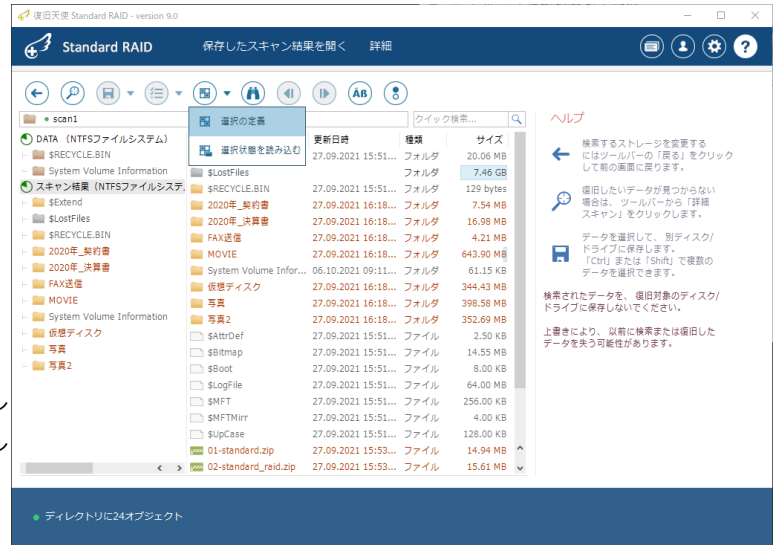 復旧天使 Standard RAID - version 9.0
Standard RAID 保存したスキャン結果を開く 詳細
Äß
● scan1
クイック検索...
選択の定義
選択状態を読み込む
DATA （NTFSファイルシステム）
$RECYCLE.BIN
System Volume Information
スキャン結果（NTFSファイルシステ.
$Extend
$LostFiles
$RECYCLE.BIN
2020年_契約書
2020年_決算書
FAX送信
MOVIE
System Volume Information
仮想ディスク
写真
写真2
更新日時 種類 サイズ
27.09.2021 15:51... フォルダ 20.06 MB
$LostFiles フォルダ 7.46 GB
$RECYCLE.BIN 27.09.2021 15:51... フォルダ 129 bytes
2020年_契約書 27.09.2021 16:18... フォルダ 7.54 MB
2020年_決算書 27.09.2021 16:18... フォルダ 16.98 MB
FAX送信 27.09.2021 16:18... フォルダ 4.21 MB
MOVIE 27.09.2021 16:18... フォルダ 643.90 MB
System Volume Infor... 06.10.2021 09:11... フォルダ 61.15 KB
仮想ディスク 27.09.2021 16:18... フォルダ 344.43 MB
写真 27.09.2021 16:18... フォルダ 398.58 MB
写真2 27.09.2021 16:18... フォルダ 352.69 MB
$AttrDef 27.09.2021 15:51... ファイル 2.50 KB
$Bitmap 27.09.2021 15:51... ファイル 14.55 MB
$Boot 27.09.2021 15:51... ファイル 8.00 KB
$LogFile 27.09.2021 15:51... ファイル 64.00 MB
$MFT 27.09.2021 15:51... ファイル 256.00 KB
$MFTMirr 27.09.2021 15:51... ファイル 4.00 KB
$UpCase 27.09.2021 15:51... ファイル 128.00 KB
01-standard.zip 27.09.2021 15:53... ファイル 14.94 MB
02-standard_raid.zip 27.09.2021 15:53... ファイル 15.61 MB
ヘルプ
検索するストレージを変更する
にはツールバーの「戻る」をクリック
して前の画面に戻ります。
復旧したいデータが見つからない
場合は、 ツールバーから「詳細
スキャン」をクリックします。
データを選択して、 別ディスク/
ドライブに保存します。
「Ctrl」または「Shift」で複数の
データを選択できます。
検索されたデータを、 復旧対象のディスク/
ドライブに保存しないでください。
上書きにより、 以前に検索または復旧した
データを失う可能性があります。
● ディレクトリに24オブジェクト